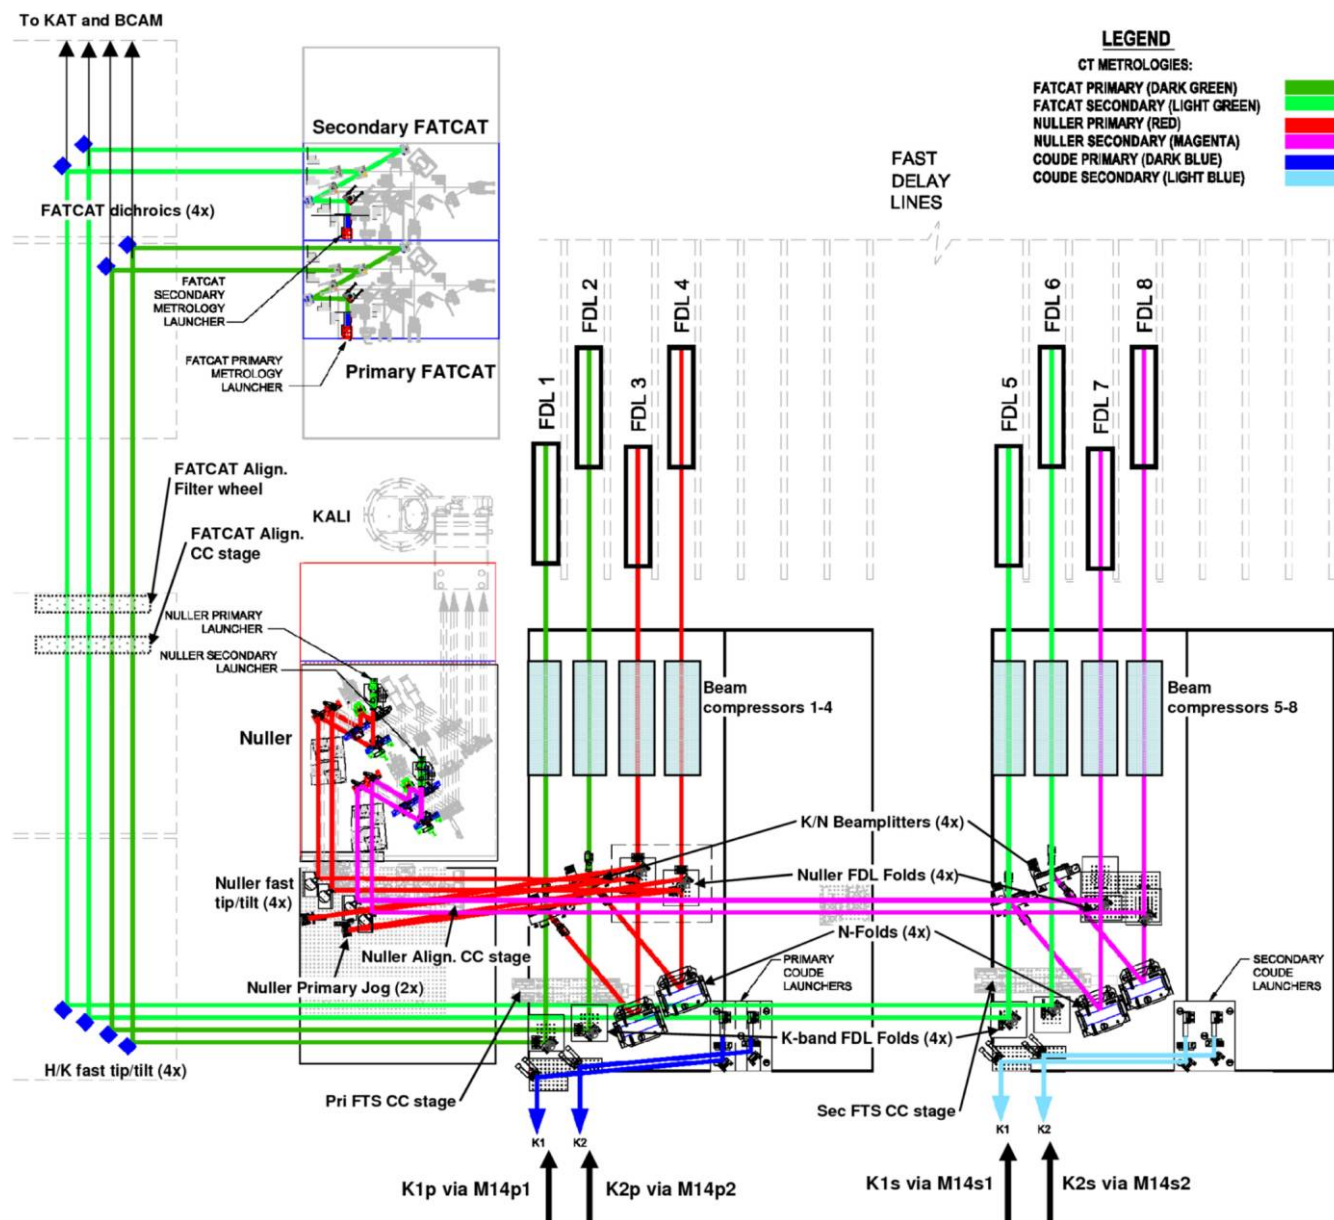 To KAT and BCAM
LEGEND
CT METROLOGIES:
FATCAT PRIMARY (DARK GREEN)
FATCAT SECONDARY (LIGHT GREEN)
NULLER PRIMARY (RED)
NULLER SECONDARY (MAGENTA)
COUDE PRIMARY (DARK BLUE)
COUDE SECONDARY (LIGHT BLUE)
Secondary FATCAT
FATCAT dichroics (4x)
FATCAT
SECONDARY
METROLOGY
LAUNCHER
FATCAT PRIMARY
METROLOGY
LAUNCHER
Primary FATCAT
FAST
DELAY
LINES
FDL 1
FDL 2
FDL 3
FDL 4
FDL 5
FDL 6
FDL 7
FDL 8
FATCAT Align.
Filter wheel
FATCAT Align.
CC stage
KALI
NULLER PRIMARY
LAUNCHER
NULLER SECONDARY
LAUNCHER
Nuller
Beam
compressors 1-4
Beam
compressors 5-8
K/N Beamplitters (4x)
Nuller FDL Folds (4x)
N-Folds (4x)
Nuller fast
tip/tilt (4x)
Nuller Align. CC stage
Nuller Primary Jog (2x)
PRIMARY
COUDE
LAUNCHERS
SECONDARY
COUDE
LAUNCHERS
K-band FDL Folds (4x)
H/K fast tip/tilt (4x)
Pri FTS CC stage
Sec FTS CC stage
K1
K2
K1
K2
K1p via M14p1
K2p via M14p2
K1s via M14s1
K2s via M14s2